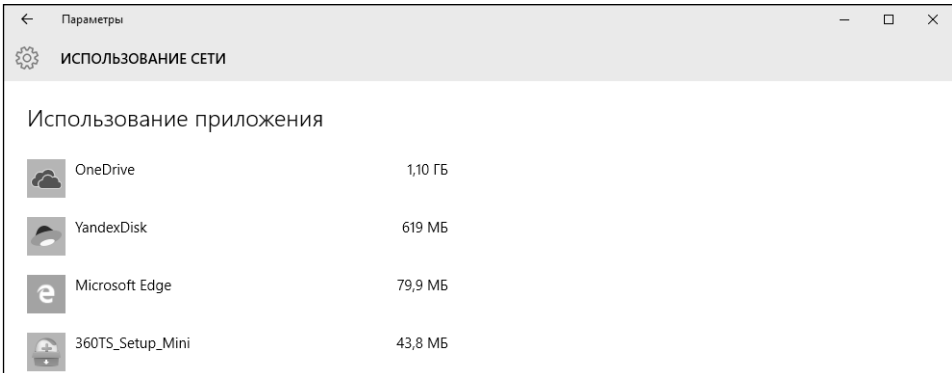 Параметры
ИСПОЛЬЗОВАНИЕ СЕТИ
Использование приложения
OneDrive 1,10 ГБ
YandexDisk 619 МБ
Microsoft Edge 79,9 МБ
360TS_Setup_Mini 43,8 МБ